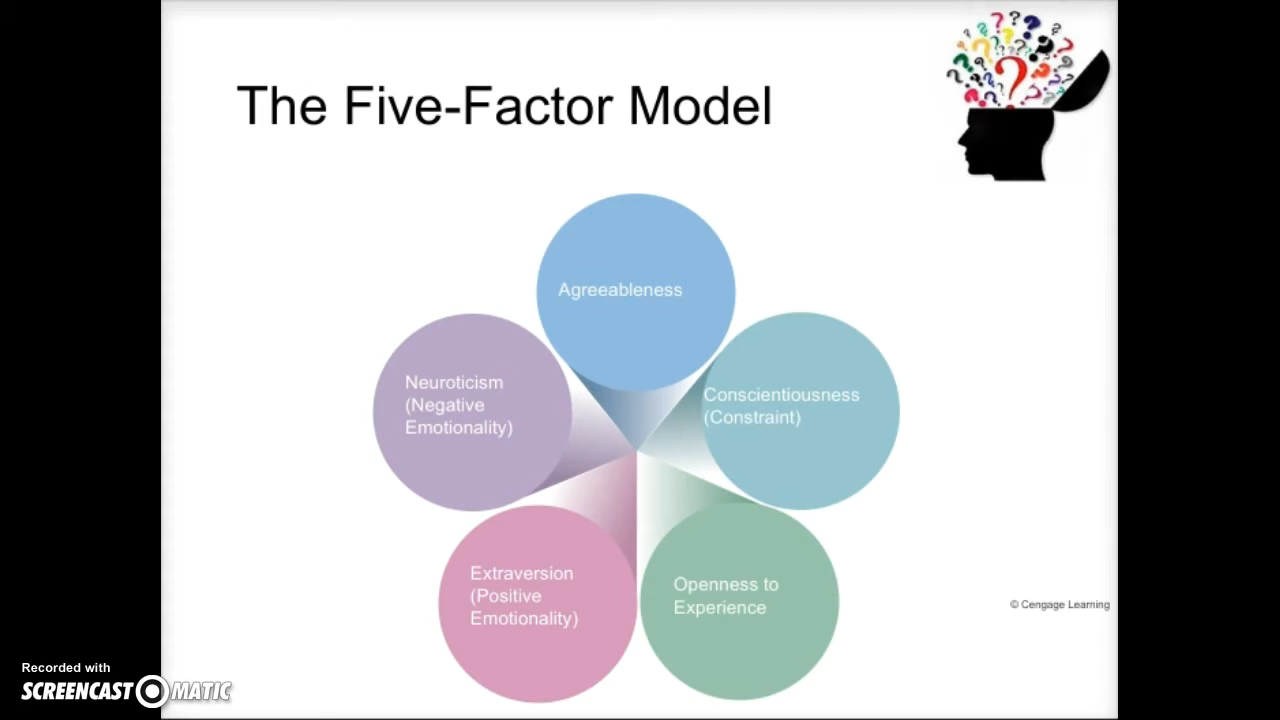 The Five-Factor Model
Agreeableness
Neuroticism
(Negative
Emotionality)
Conscientiousness
(Constraint)
Extraversion
(Positive
Emotionality)
Openness to
Experience
© Cengage Learning
Recorded with
SCREENCAST MATIC